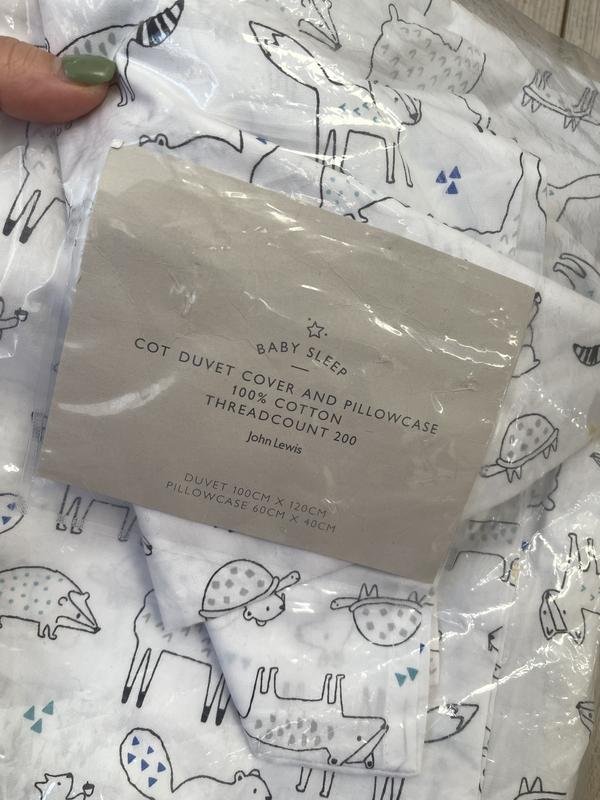 BABY SLEEP
COT DUVET COVER AND PILLOWCASE
100% COTTON
THREADCOUNT 200
John Lewis
DUVET 100CM X 120CM
PILLOWCASE 60CM X 40CM